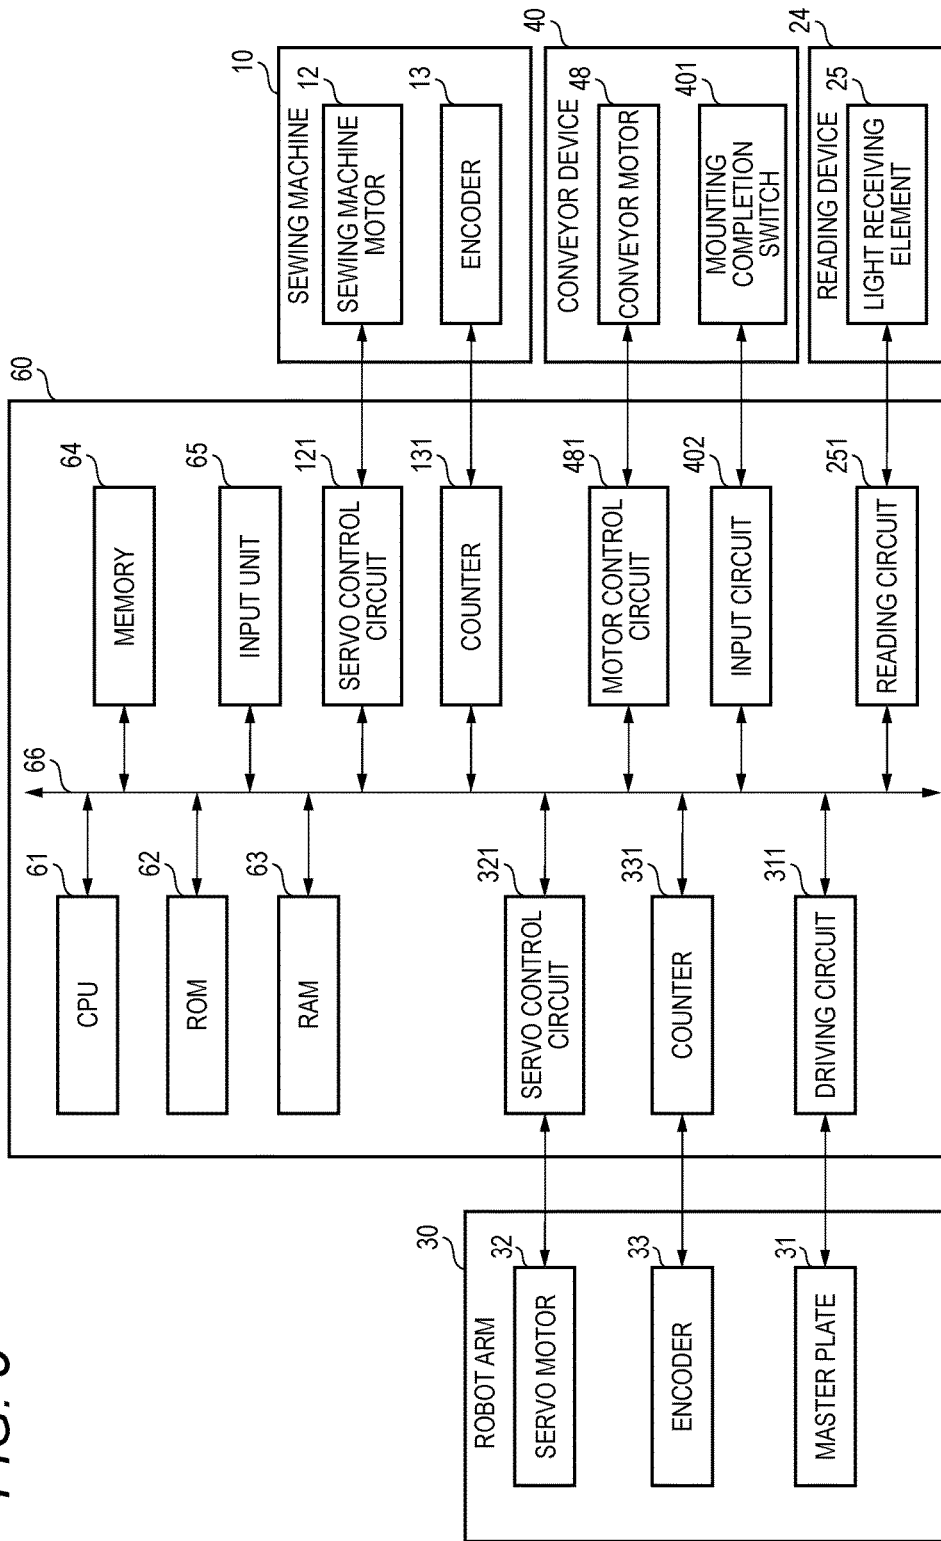 FIG.
ROBOT ARM
30
SERVO MOTOR
32
ENCODER
33
MASTER PLATE
31
60
CPU
61
ROM
62
RAM
63
SERVO CONTROL
CIRCUIT
321
COUNTER
331
DRIVING CIRCUIT
311
66
MEMORY
64
INPUT UNIT
65
SERVO CONTROL
CIRCUIT
121
COUNTER
131
MOTOR CONTROL
CIRCUIT
481
INPUT CIRCUIT
402
READING CIRCUIT
251
SEWING MACHINE
10
SEWING MACHINE
MOTOR
12
ENCODER
13
CONVEYOR DEVICE
40
CONVEYOR MOTOR
48
MOUNTING
COMPLETION
SWITCH
401
READING DEVICE
24
LIGHT RECEIVING
ELEMENT
25